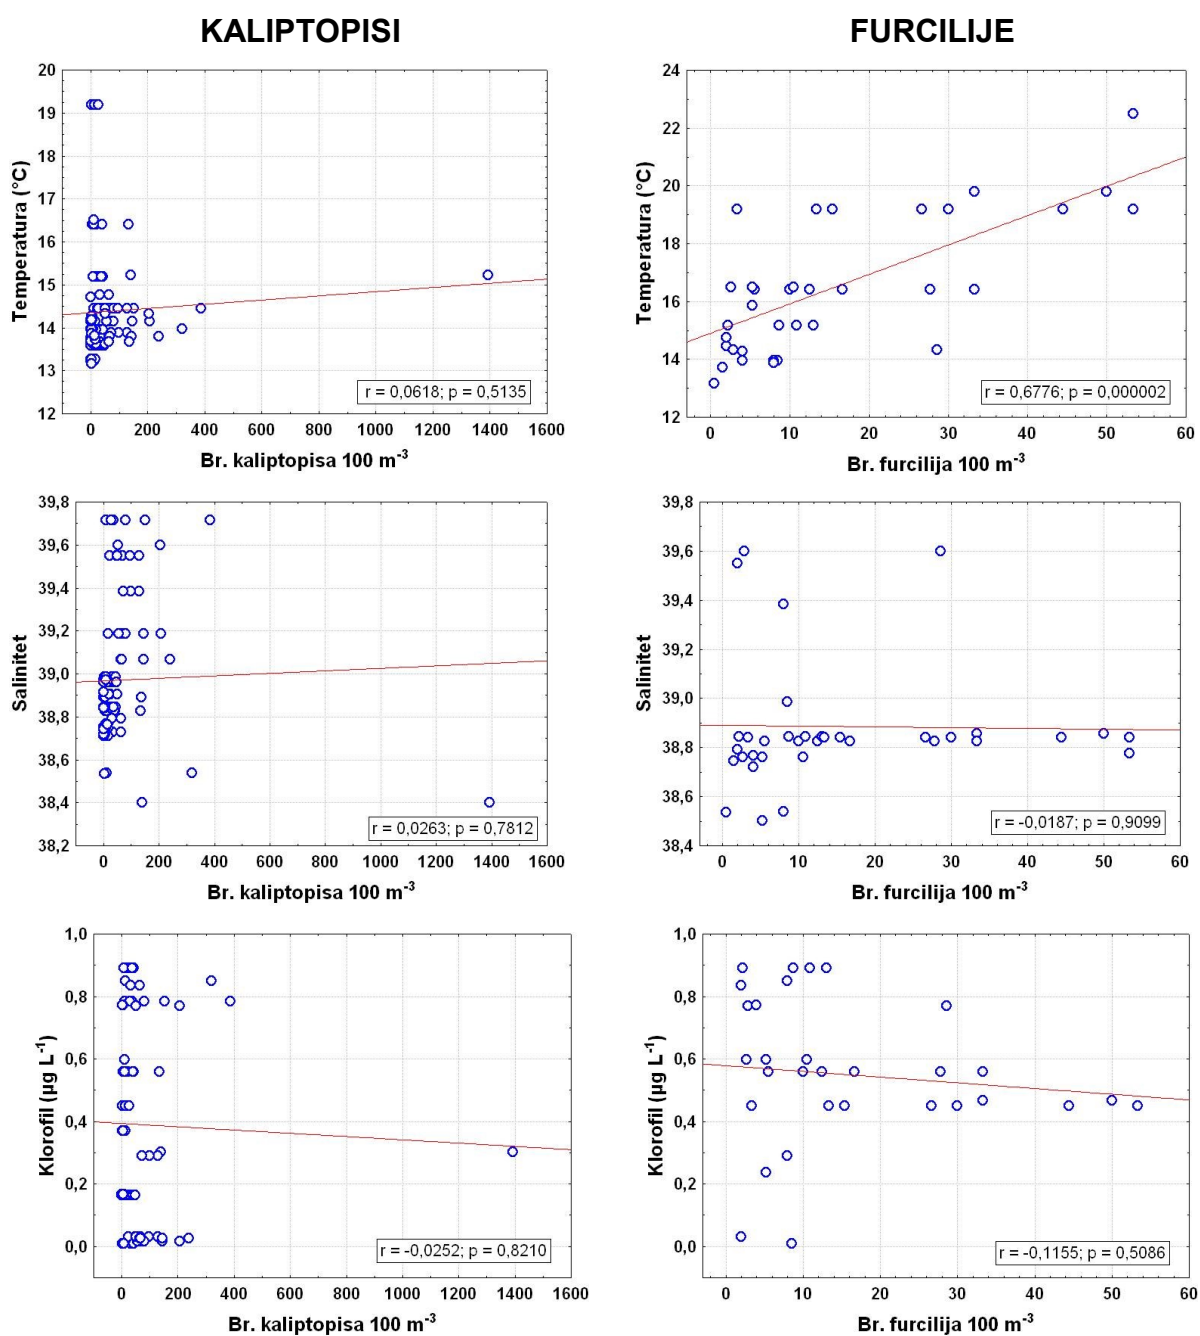 KALIPTOPISI
FURCILIJE
20
19
18
17
16
15
14
13
12
Temperatura (°C)
r = 0,0618; p = 0,5135
0 200 400 600 800 1000 1200 1400 1600
Br. kaliptopisa 100 m⁻³
24
22
20
18
16
14
12
Temperatura (°C)
r = 0,6776; p = 0,000002
0 10 20 30 40 50 60
Br. furcilija 100 m⁻³
39,8
39,6
39,4
39,2
39,0
38,8
38,6
38,4
38,2
Salinitet
r = 0,0263; p = 0,7812
0 200 400 600 800 1000 1200 1400 1600
Br. kaliptopisa 100 m⁻³
39,8
39,6
39,4
39,2
39,0
38,8
38,6
38,4
Salinitet
r = -0,0187; p = 0,9099
0 10 20 30 40 50 60
Br. furcilija 100 m⁻³
1,0
0,8
0,6
0,4
0,2
0,0
Klorofil (µg L⁻¹)
r = -0,0252; p = 0,8210
0 200 400 600 800 1000 1200 1400 1600
Br. kaliptopisa 100 m⁻³
1,0
0,8
0,6
0,4
0,2
0,0
Klorofil (µg L⁻¹)
r = -0,1155; p = 0,5086
0 10 20 30 40 50 60
Br. furcilija 100 m⁻³